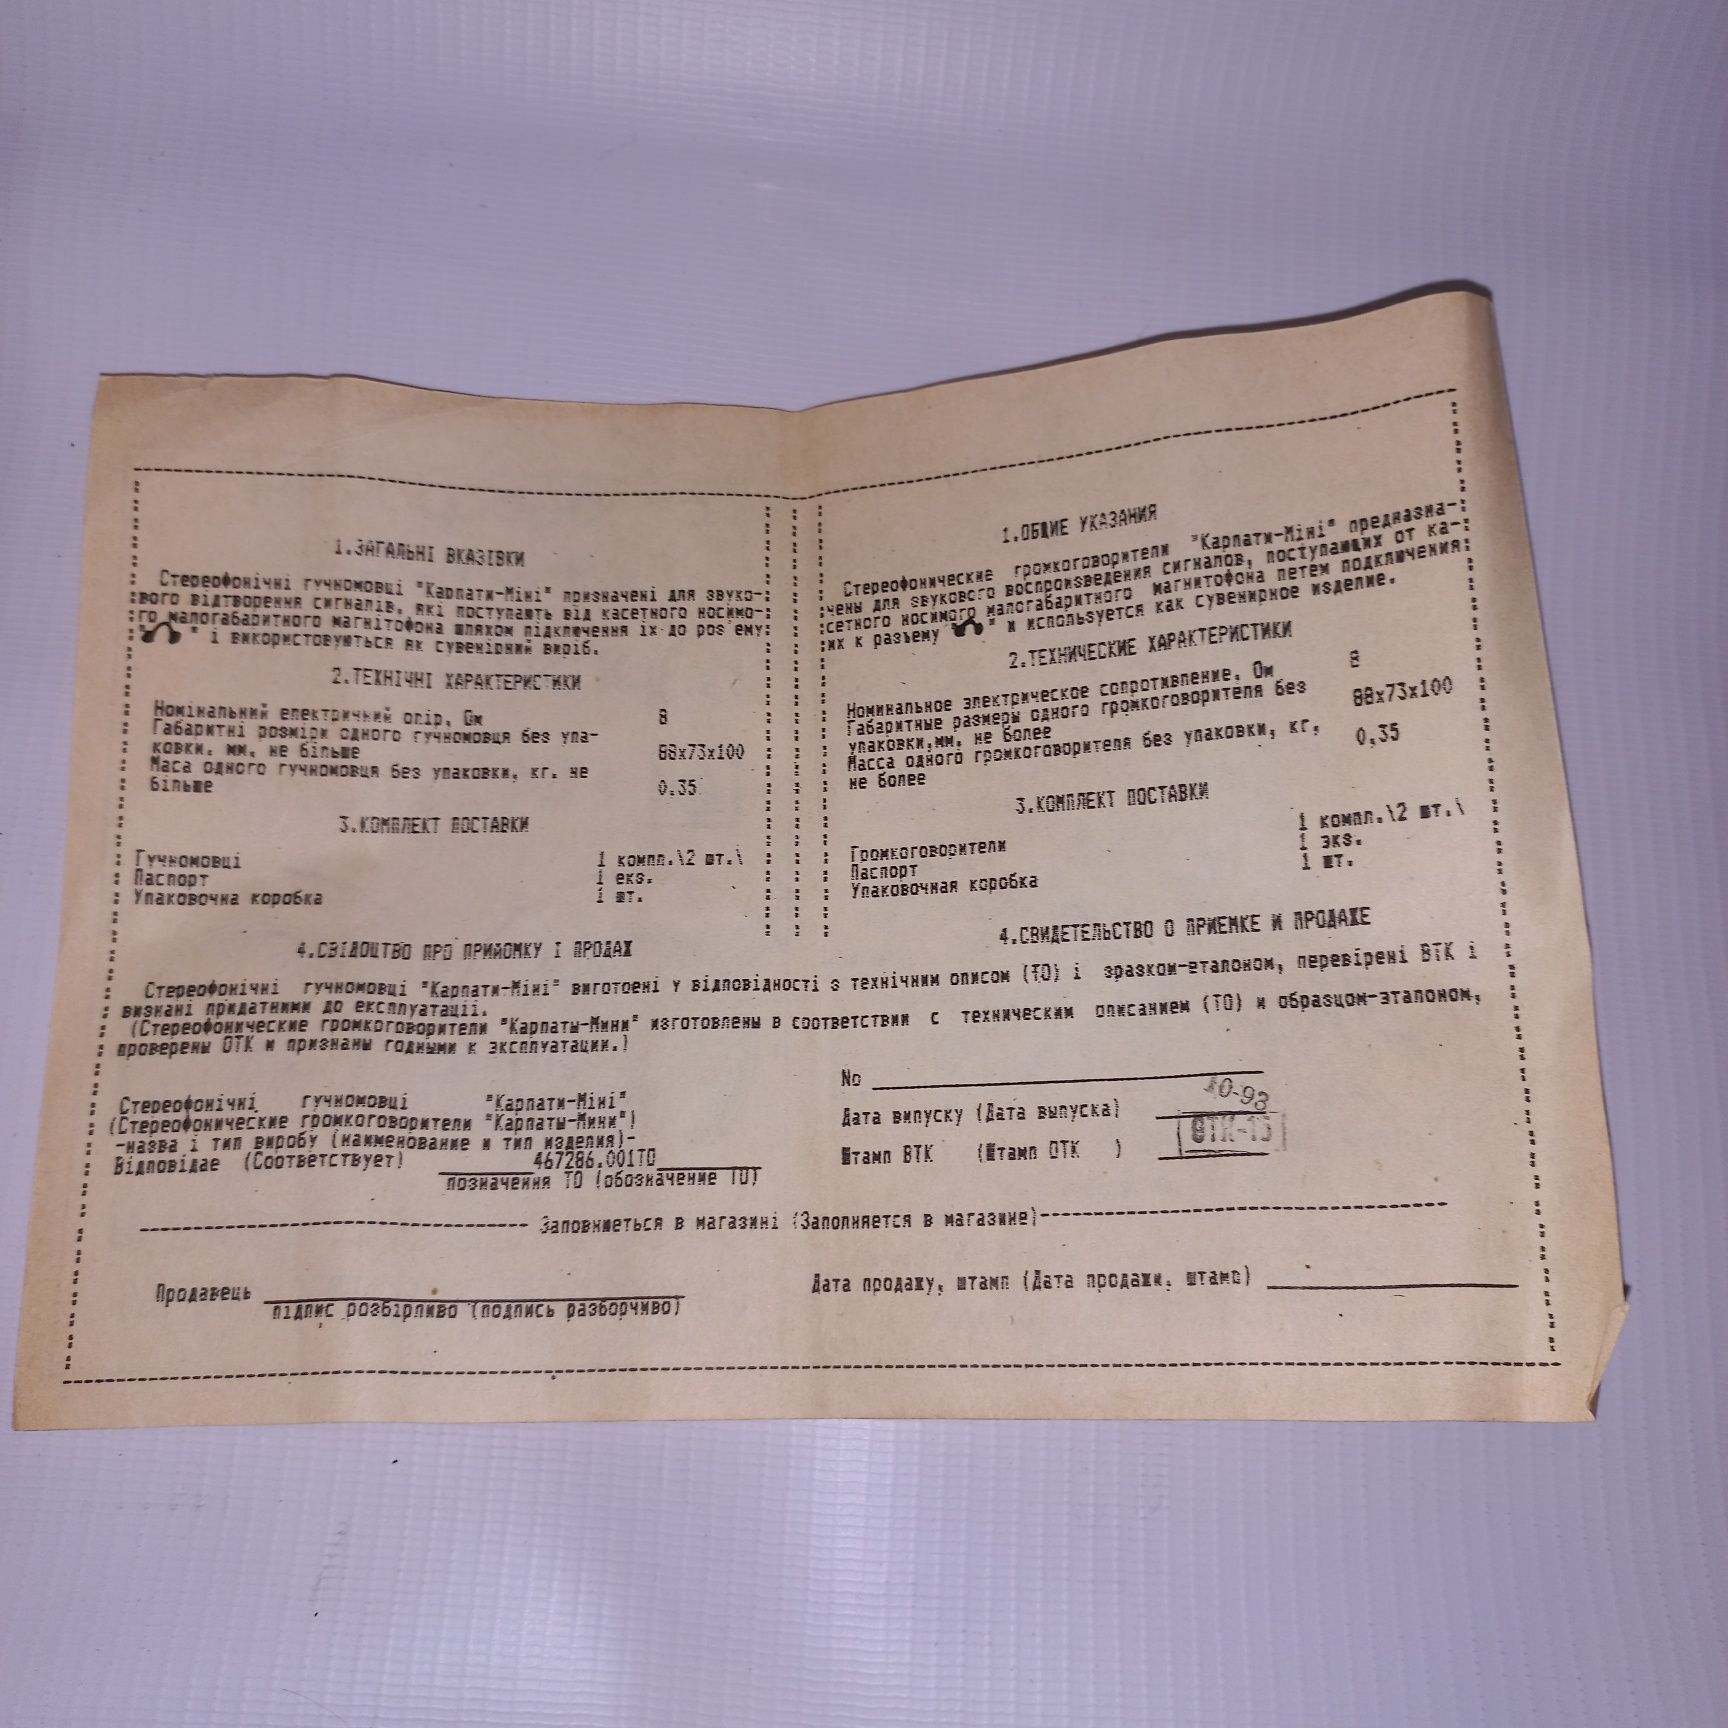 1.ЗАГАЛЬНІ ВКАЗІВКИ
Стереофонічні гучномовці "Карпати-Міні" призначені для звуко-
вого відтворення сигналів, які поступають від касетного носимо-
го малогабаритного магнітофона шляхом підключення їх до роз'ему
" і використовуються як сувенірний виріб.
2.ТЕХНІЧНІ ХАРАКТЕРИСТИКИ
Номінальний електричний опір, Ом 8
Габаритні розміри одного гучномовця без упа-
ковки, мм, не більше 88х73х100
Маса одного гучномовця без упаковки, кг, не
більше 0,35
3.КОМПЛЕКТ ПОСТАВКИ
Гучномовці 1 компл.\2 шт.\
Паспорт 1 екз.
Упаковочна коробка 1 шт.
1.ОБЩИЕ УКАЗАНИЯ
Стереофонические громкоговорители "Карпати-Міні" предназна-
чены для звукового воспроизведения сигналов, поступающих от ка-
сетного носимого малогабаритного магнитофона петем подключения
их к разъему " " и используется как сувенирное изделие.
2.ТЕХНИЧЕСКИЕ ХАРАКТЕРИСТИКИ
Номинальное электрическое сопротивление, Ом 8
Габаритные размеры одного громкоговорителя без
упаковки,мм, не более 88х73х100
Масса одного громкоговорителя без упаковки, кг,
не более 0,35
3.КОМПЛЕКТ ПОСТАВКИ
Громкоговорители 1 компл.\2 шт.\
Паспорт 1 экз.
Упаковочная коробка 1 шт.
4.СВІДОЦТВО ПРО ПРИЙОМКУ І ПРОДАЖ 4.СВИДЕТЕЛЬСТВО О ПРИЕМКЕ И ПРОДАЖЕ
Стереофонічні гучномовці "Карпати-Міні" виготоені у відповідності з технічним описом (ТО) і зразком-еталоном, перевірені ВТК і
визнані придатними до експлуатації.
(Стереофонические громкоговорители "Карпаты-Мини" изготовлены в соответствии с техническим описанием (ТО) и образцом-эталоном,
проверены ОТК и признаны годными к эксплуатации.)
Стереофонічні гучномовці "Карпати-Міні"
(Стереофонические громкоговорители "Карпаты-Мини")
-назва і тип виробу (наименование и тип изделия)-
Відповідае (Соответствует) 467286.001ТО
позначення ТО (обозначение ТО)
No
Дата випуску (Дата выпуска) 10-93
Штамп ВТК (Штамп ОТК )
Заповнюеться в магазині (Заполняется в магазине)
Продавець
підпис розбірливо (подпись разборчиво)
Дата продажу, штамп (Дата продажи, штамп)